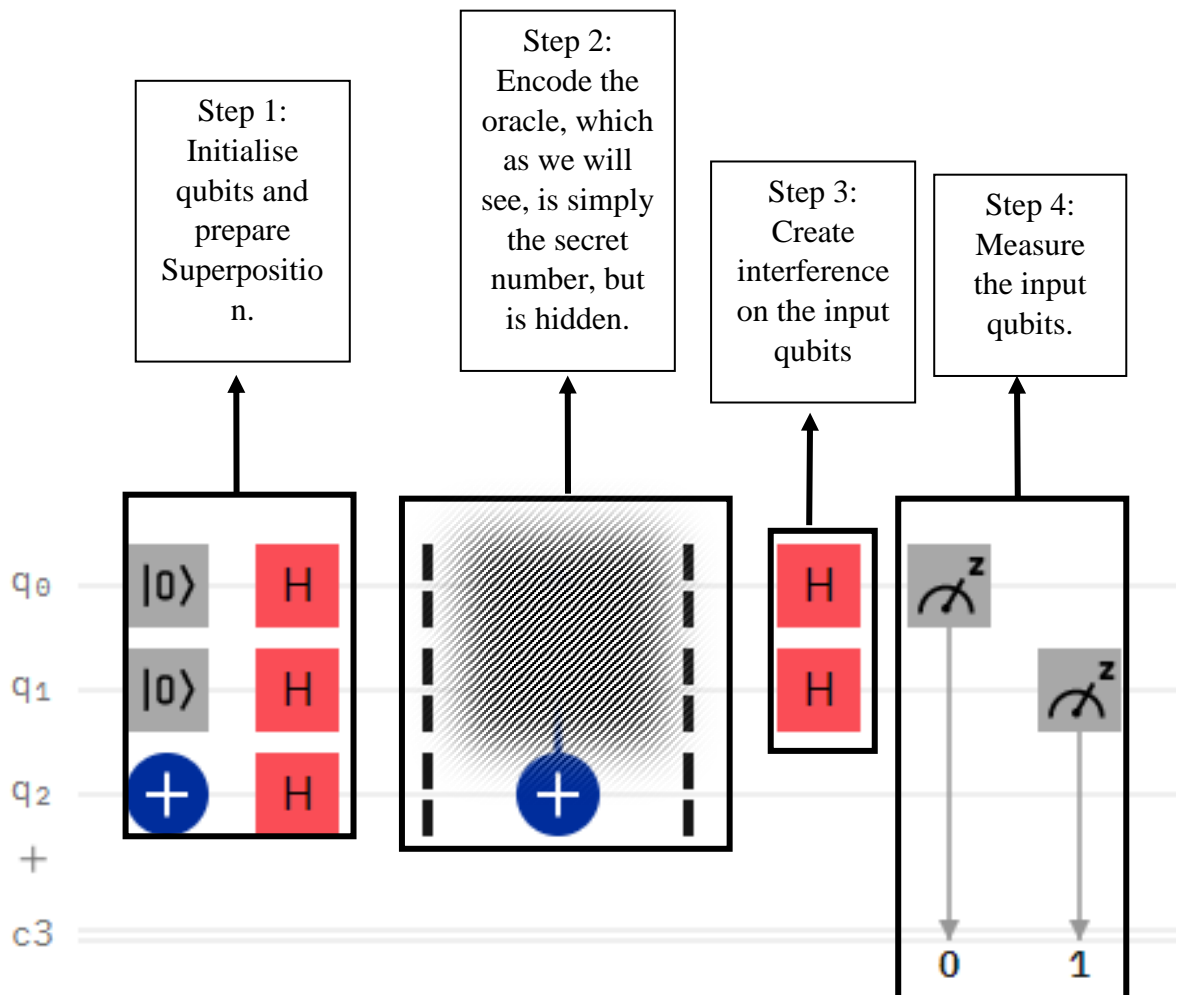 Step 1:
Initialise
qubits and
prepare
Superpositio
n.
Step 2:
Encode the
oracle, which
as we will
see, is simply
the secret
number, but
is hidden.
Step 3:
Create
interference
on the input
qubits
Step 4:
Measure
the input
qubits.
q0 |0⟩ H H z
q1 |0⟩ H H z
q2 + H +
+
c3
0 1